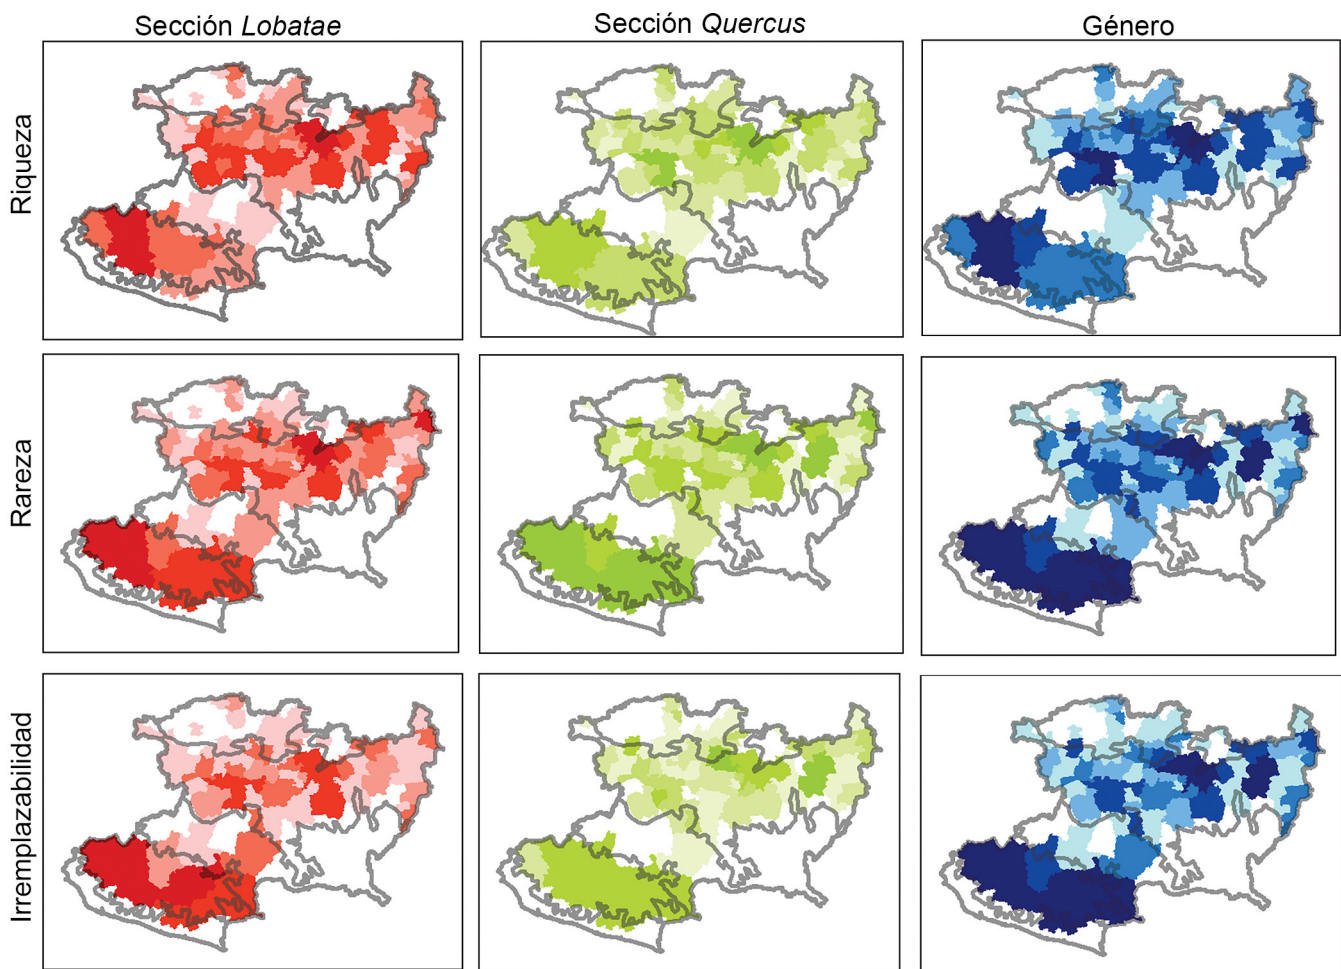 Sección Lobatae
Sección Quercus
Género
Riqueza
Rareza
Irremplazabilidad